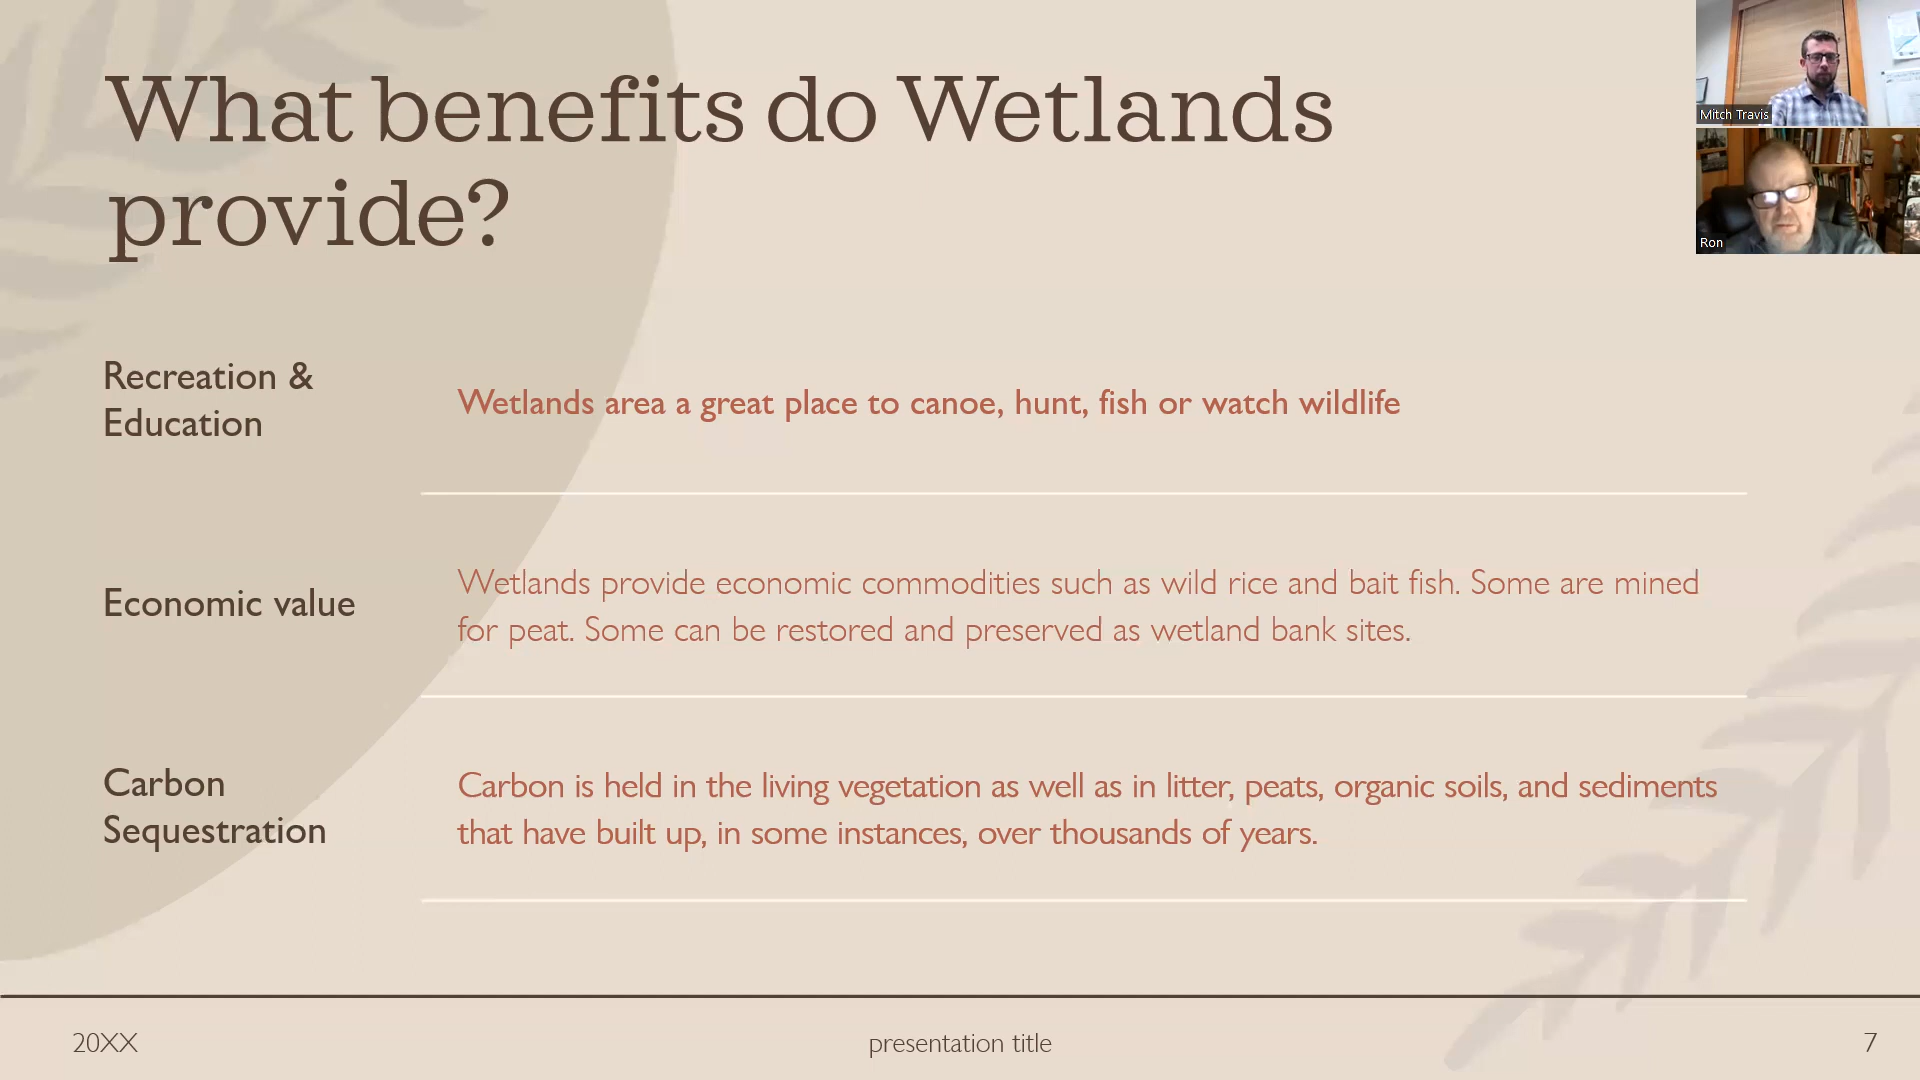 What benefits do Wetlands
provide?
Mitch Travis
Ron
Recreation &
Education
Wetlands area a great place to canoe, hunt, fish or watch wildlife
Economic value
Wetlands provide economic commodities such as wild rice and bait fish. Some are mined
for peat. Some can be restored and preserved as wetland bank sites.
Carbon
Sequestration
Carbon is held in the living vegetation as well as in litter, peats, organic soils, and sediments
that have built up, in some instances, over thousands of years.
20XX
presentation title
7